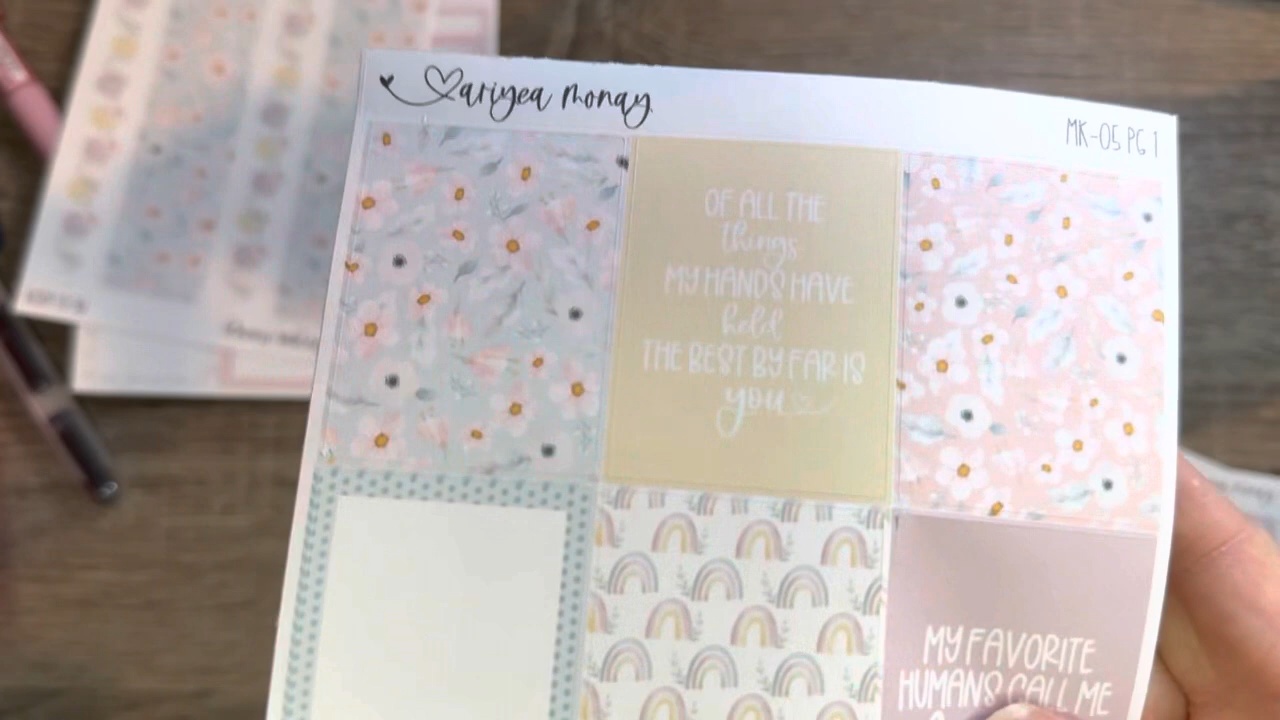 ariyea monay
MK-05 PG 1
OF ALL THE
things
MY HANDS HAVE
held
THE BEST BY FAR IS
you
MY FAVORITE
HUMANS CALL ME